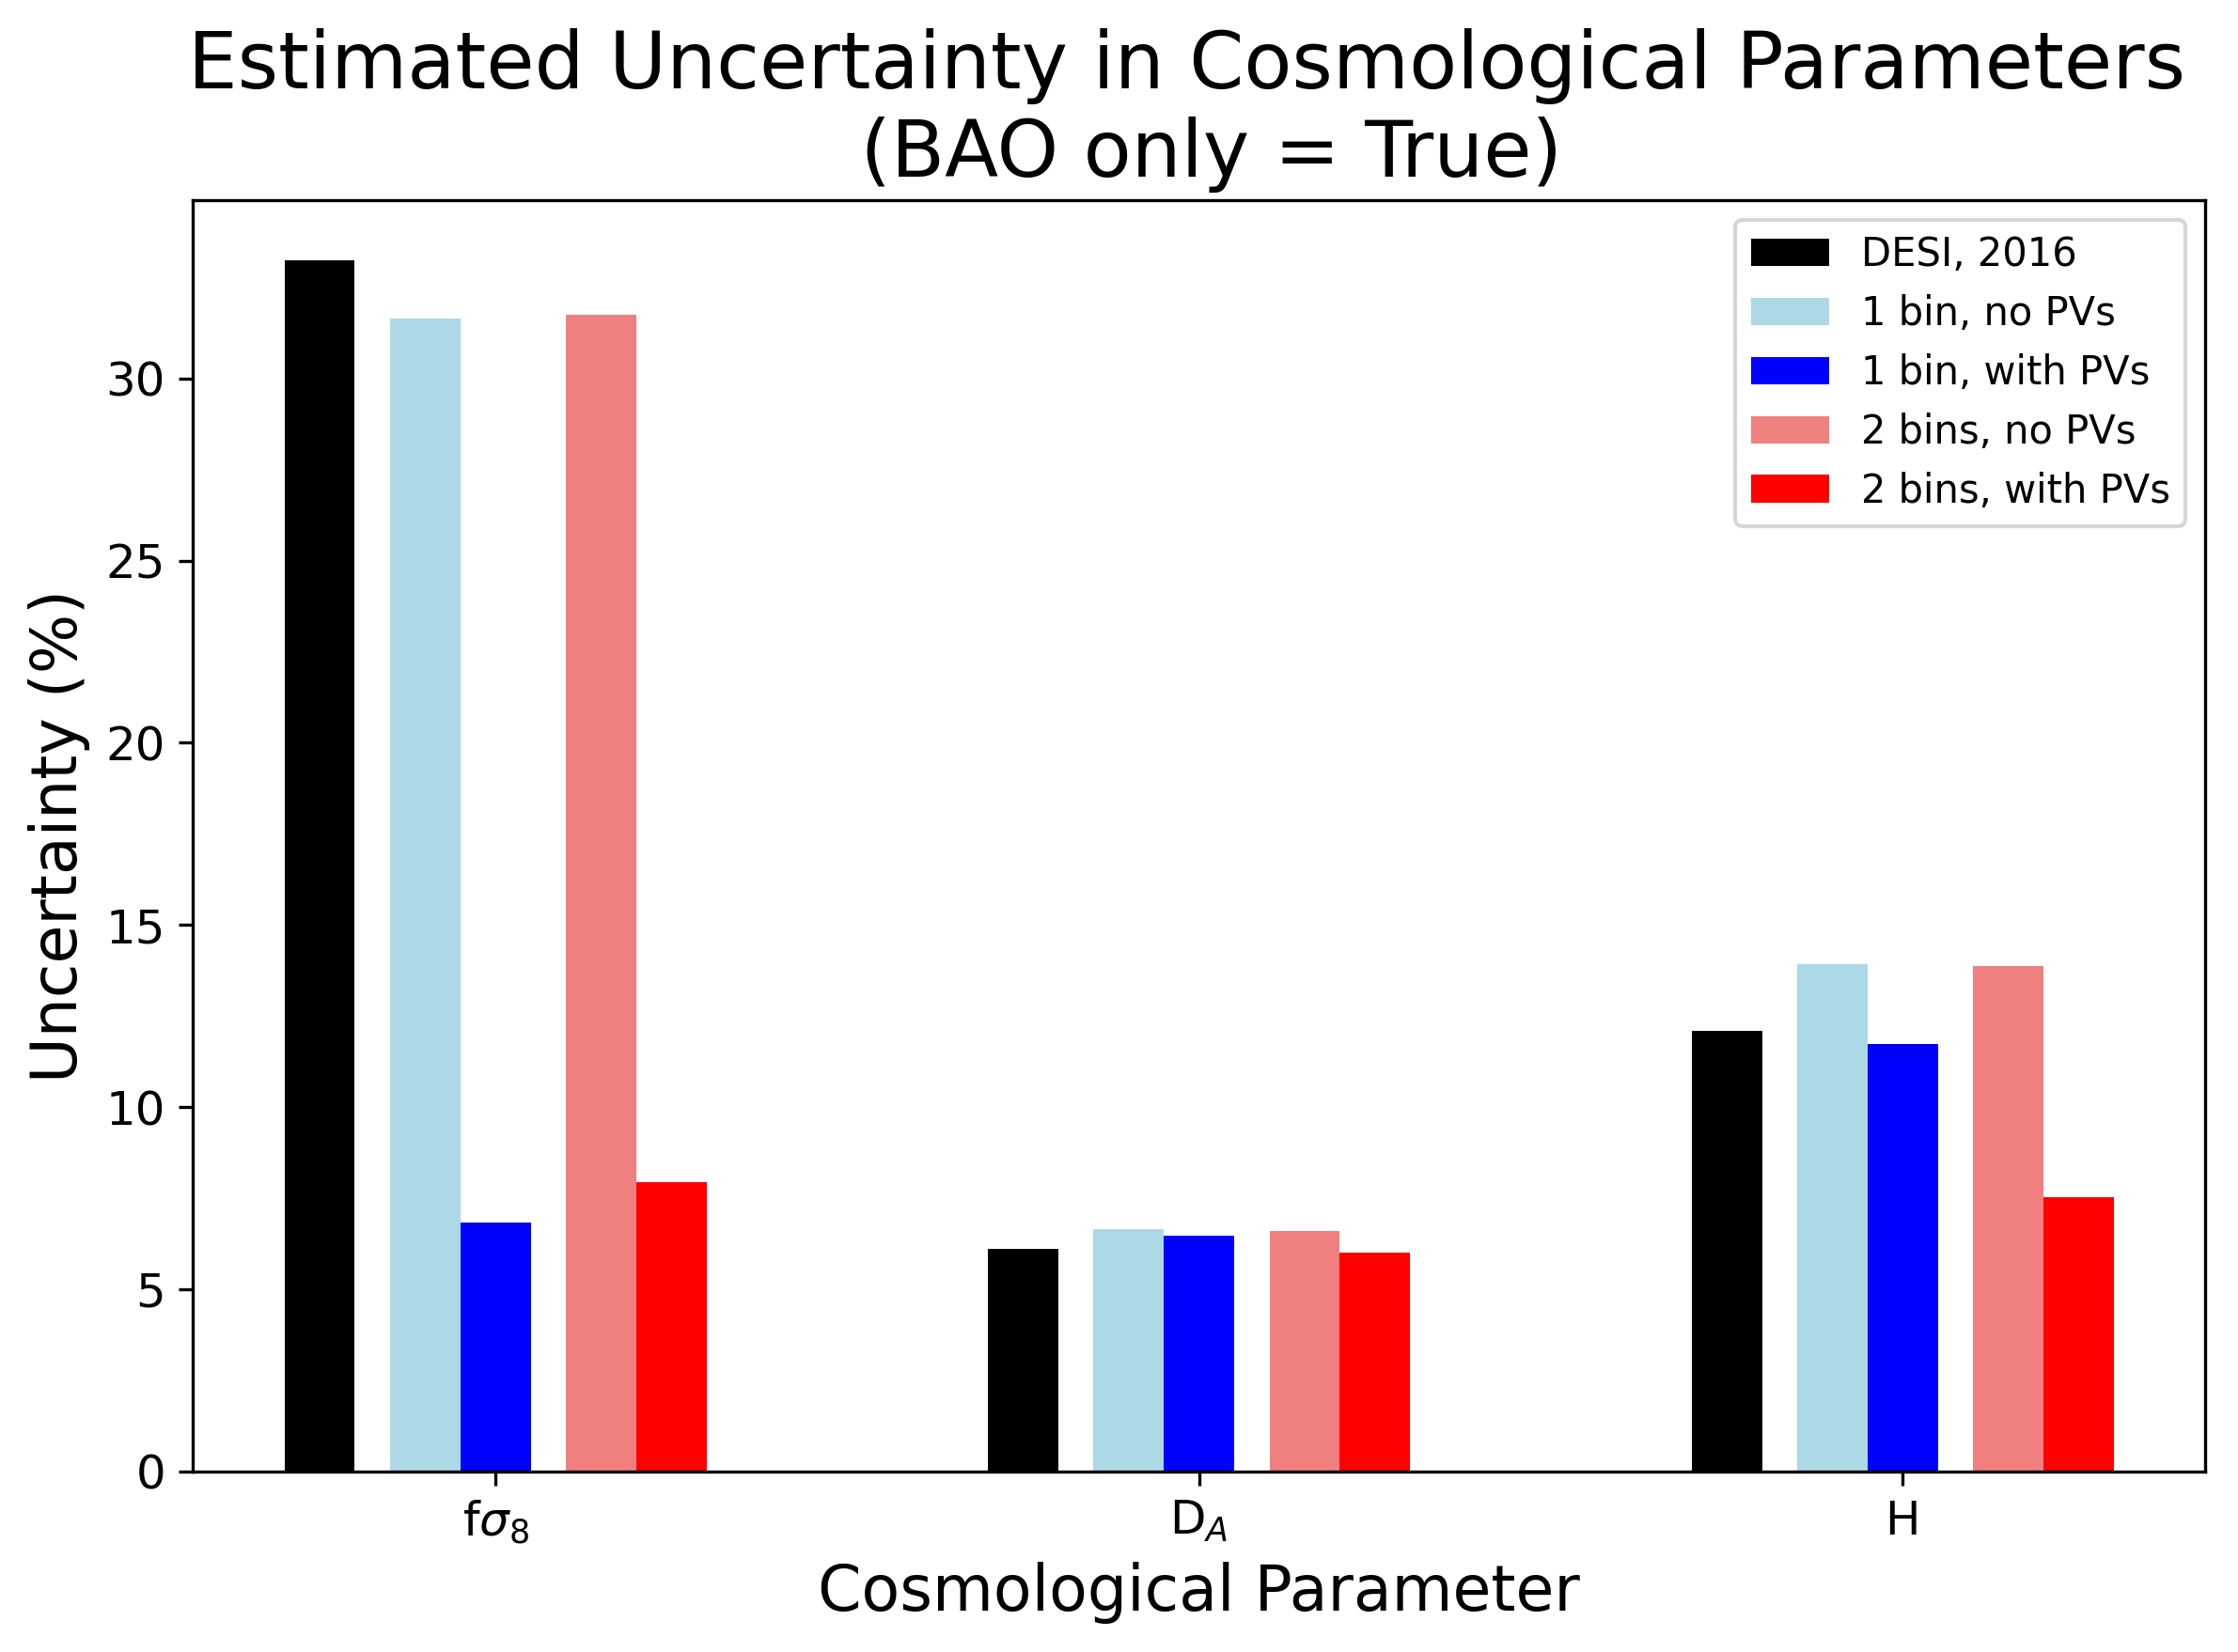 Estimated Uncertainty in Cosmological Parameters
(BAO only = True)
DESI, 2016
1 bin, no PVs
1 bin, with PVs
2 bins, no PVs
2 bins, with PVs
Uncertainty (%)
30
25
20
15
10
5
0
fσ₈
D_A
H
Cosmological Parameter